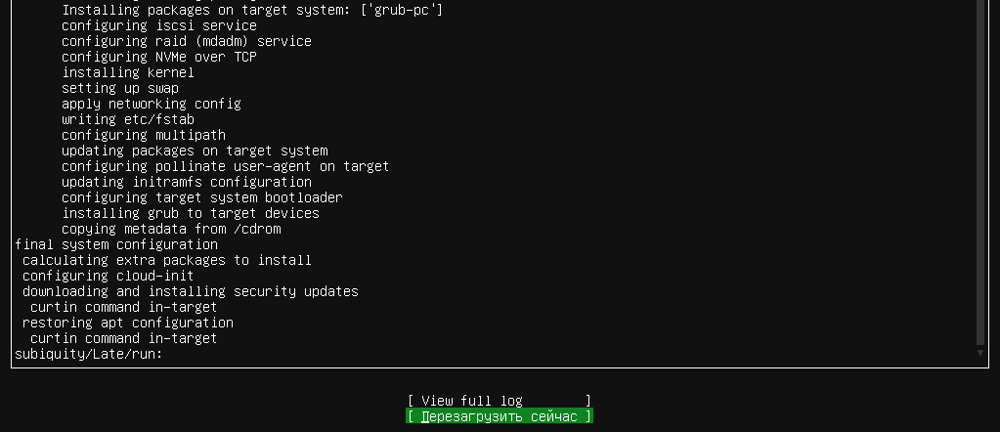 Installing packages on target system: ['grub-pc']
configuring iscsi service
configuring raid (mdadm) service
configuring NVMe over TCP
installing kernel
setting up swap
apply networking config
writing etc/fstab
configuring multipath
updating packages on target system
configuring pollinate user-agent on target
updating initramfs configuration
configuring target system bootloader
installing grub to target devices
copying metadata from /cdrom
final system configuration
calculating extra packages to install
configuring cloud-init
downloading and installing security updates
curtin command in-target
restoring apt configuration
curtin command in-target
subiquity/Late/run:
[ View full log ]
[ Перезагрузить сейчас ]